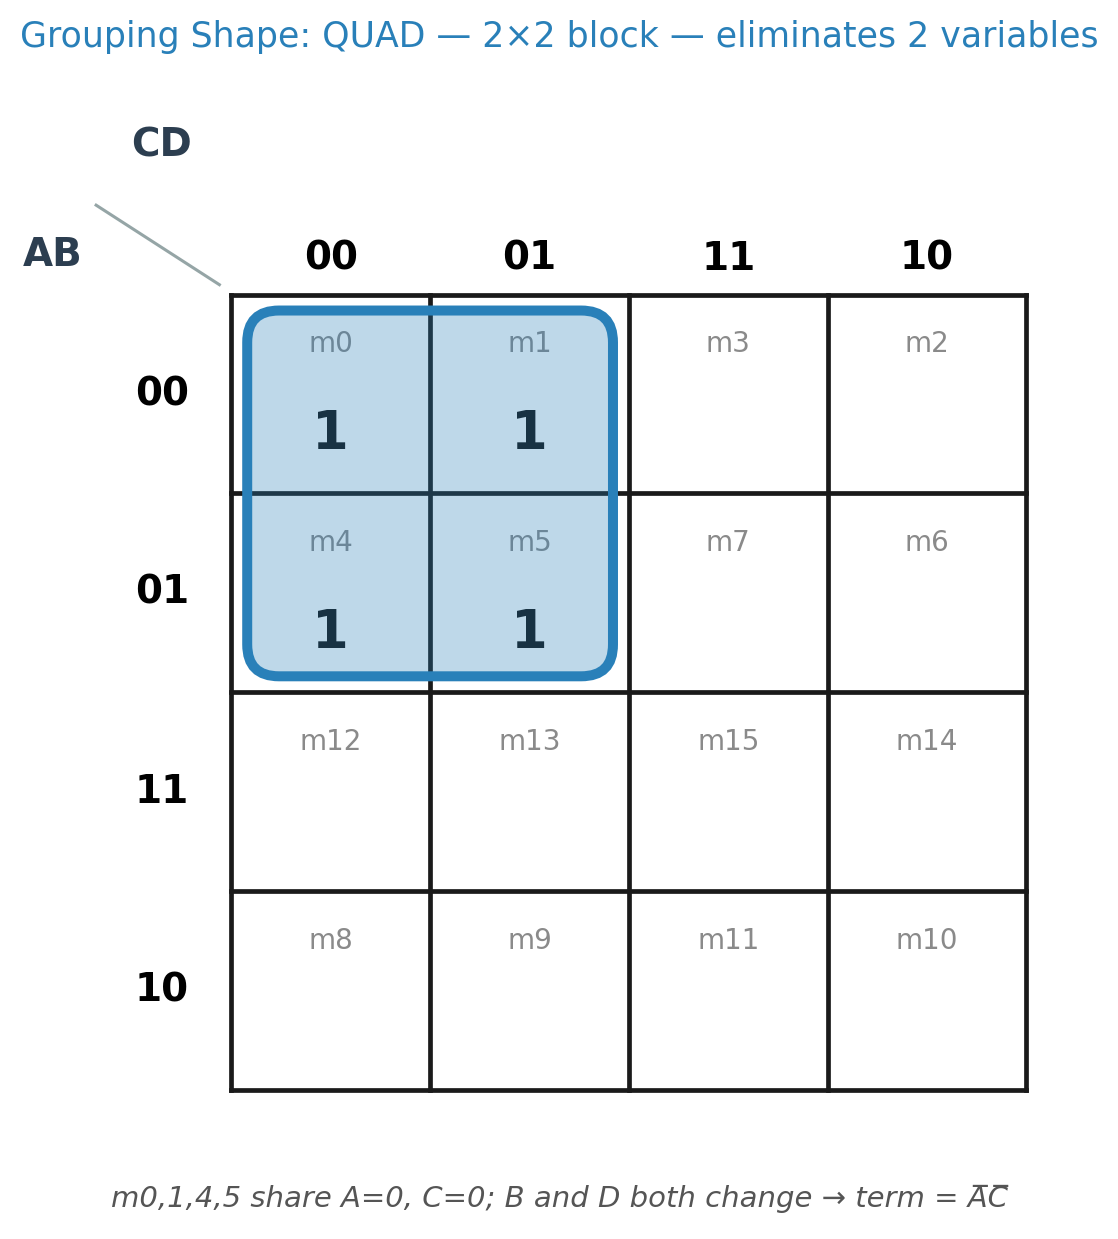 Grouping Shape: QUAD — 2×2 block — eliminates 2 variables
CD
AB
00 01 11 10
m0 m1 m3 m2
00
1 1
m4 m5 m7 m6
01
1 1
m12 m13 m15 m14
11
m8 m9 m11 m10
10
m0,1,4,5 share A=0, C=0; B and D both change → term = A̅C̅